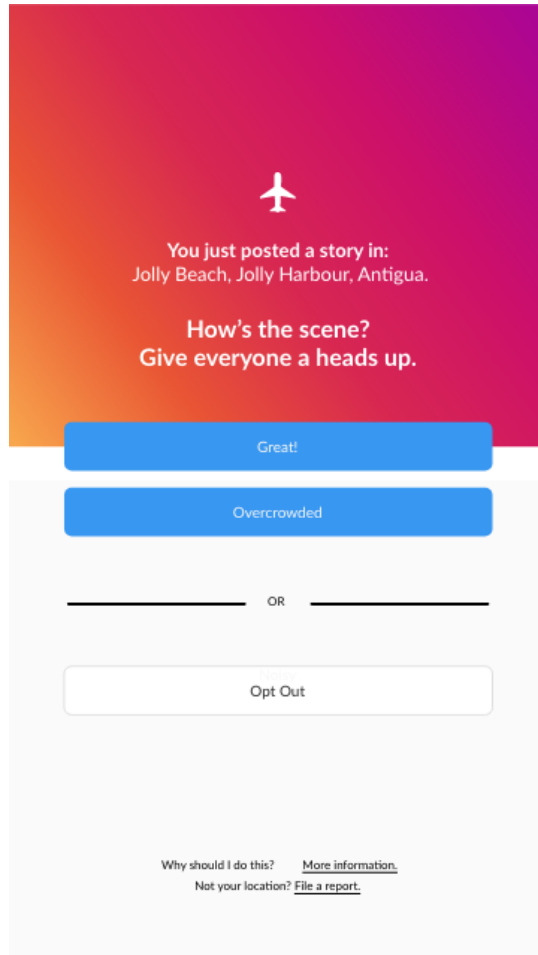 You just posted a story in:
Jolly Beach, Jolly Harbour, Antigua.
How's the scene?
Give everyone a heads up.
Great!
Overcrowded
OR
Opt Out
Why should I do this? More information.
Not your location? File a report.